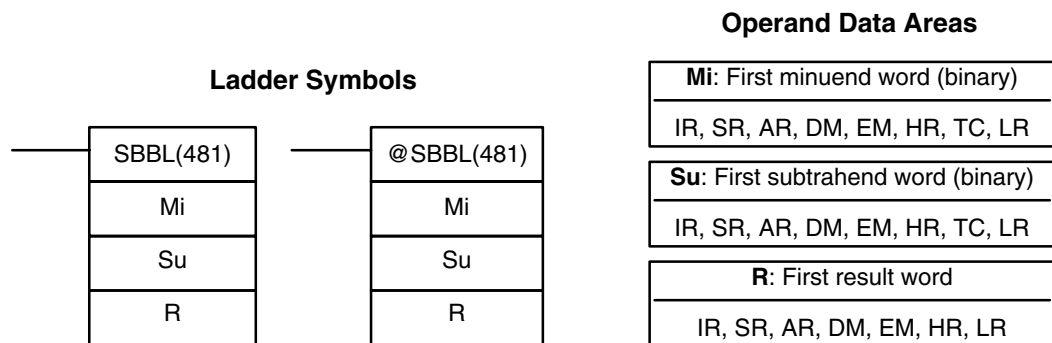 Operand Data Areas
Ladder Symbols
Mi: First minuend word (binary)
IR, SR, AR, DM, EM, HR, TC, LR
SBBL(481)
@SBBL(481)
Su: First subtrahend word (binary)
Mi
Mi
IR, SR, AR, DM, EM, HR, TC, LR
Su
Su
R: First result word
R
R
IR, SR, AR, DM, EM, HR, LR